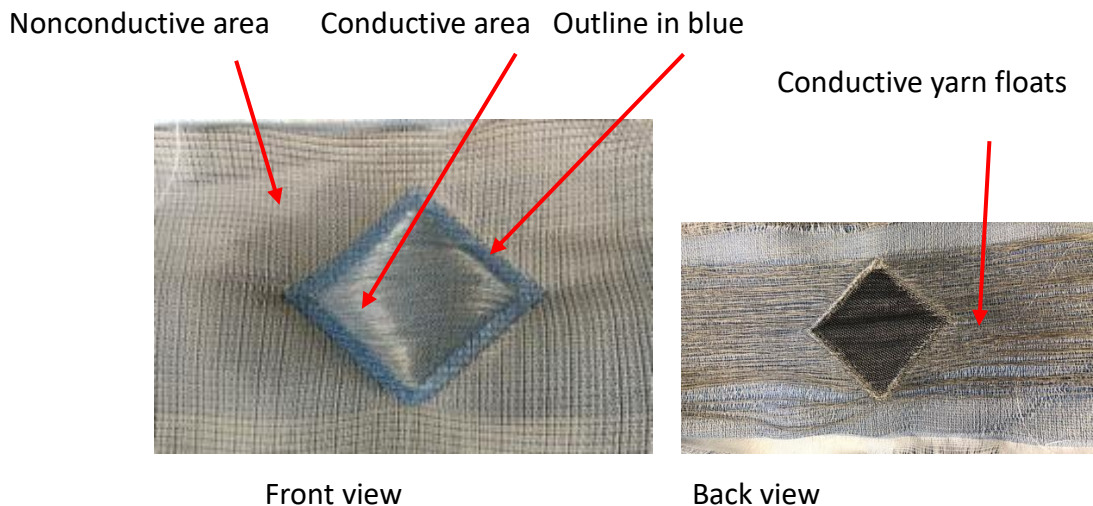 Nonconductive area
Conductive area
Outline in blue
Conductive yarn floats
Front view
Back view